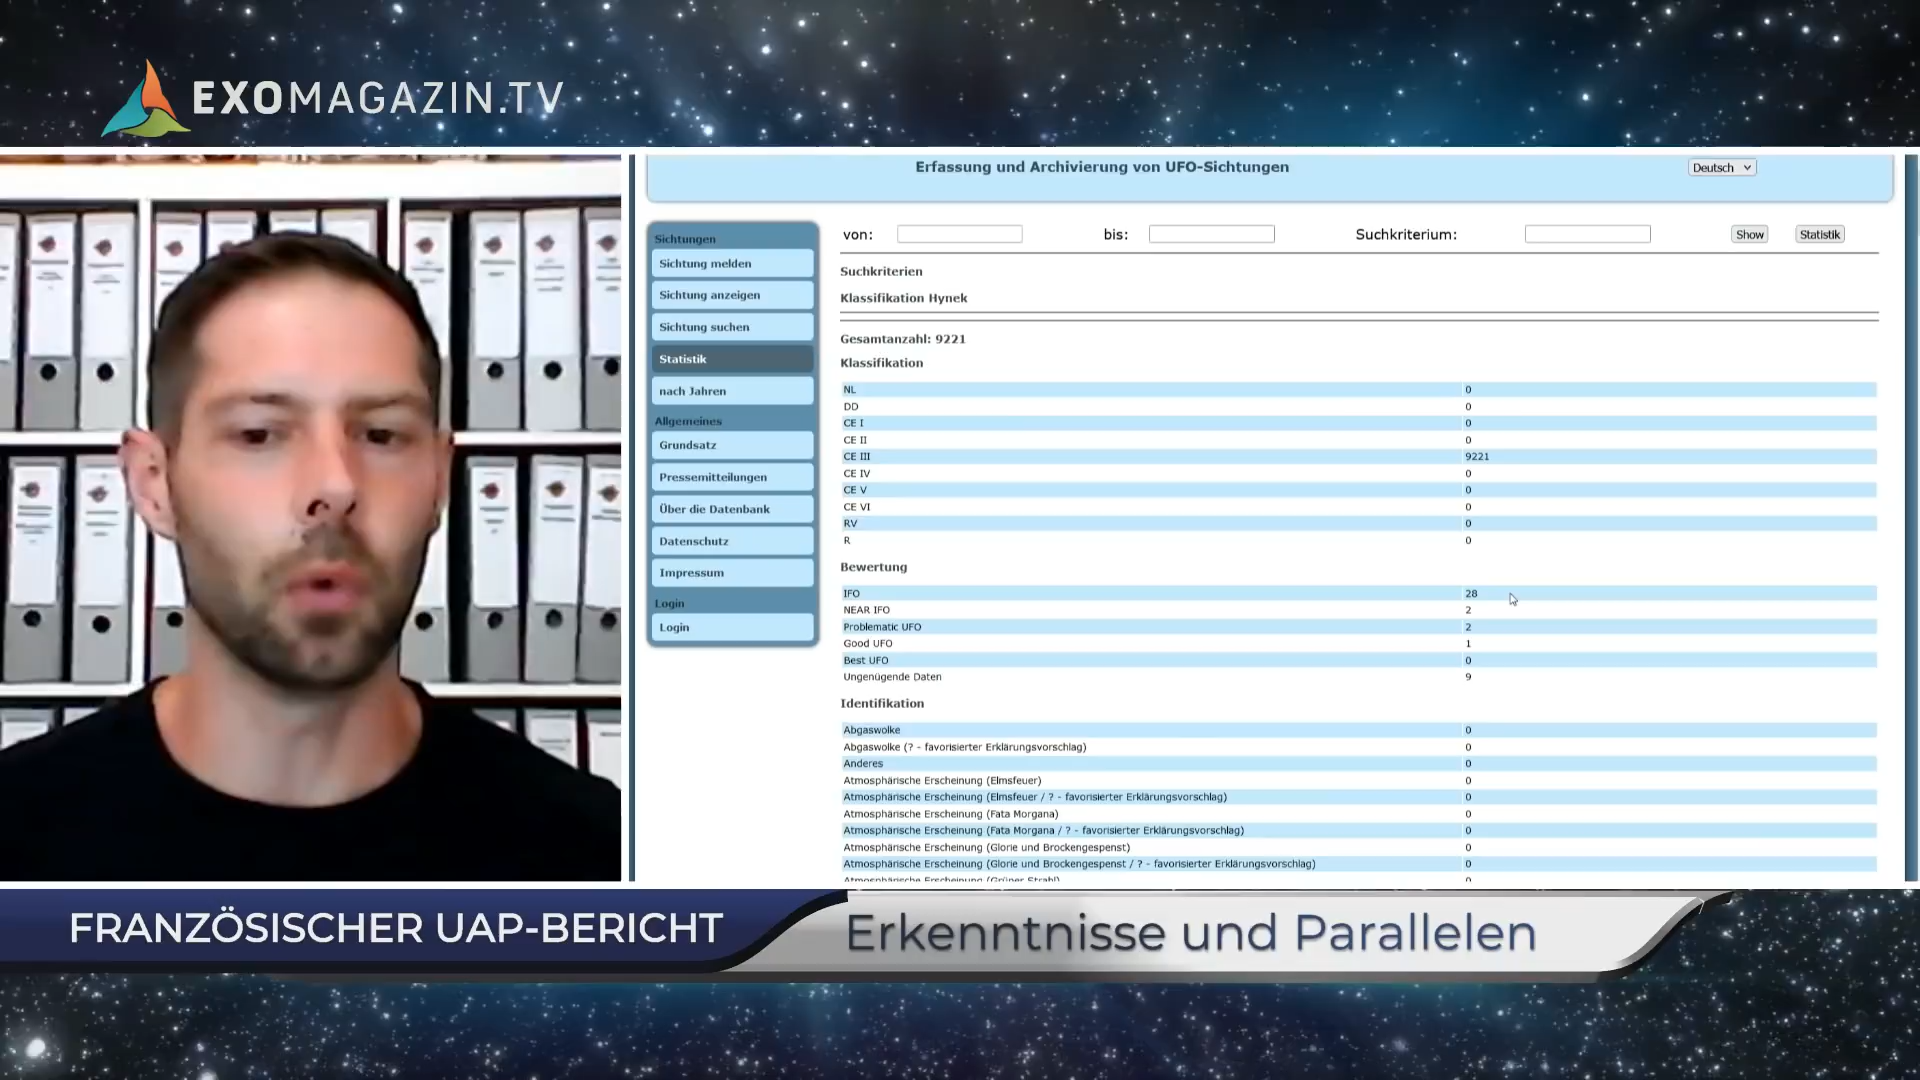 EXOMAGAZIN.TV
Erfassung und Archivierung von UFO-Sichtungen
Deutsch
Sichtungen
Sichtung melden
Sichtung anzeigen
Sichtung suchen
Statistik
nach Jahren
Allgemeines
Grundsatz
Pressemitteilungen
Über die Datenbank
Datenschutz
Impressum
Login
Login
von: bis: Suchkriterium: Show Statistik
Suchkriterien
Klassifikation Hynek
Gesamtanzahl: 9221
Klassifikation
NL 0
DD 0
CE I 0
CE II 0
CE III 9221
CE IV 0
CE V 0
CE VI 0
RV 0
R 0
Bewertung
IFO 28
NEAR IFO 2
Problematic UFO 2
Good UFO 1
Best UFO 0
Ungenügende Daten 9
Identifikation
Abgaswolke 0
Abgaswolke (? - favorisierter Erklärungsvorschlag) 0
Anderes 0
Atmosphärische Erscheinung (Elmsfeuer) 0
Atmosphärische Erscheinung (Elmsfeuer / ? - favorisierter Erklärungsvorschlag) 0
Atmosphärische Erscheinung (Fata Morgana) 0
Atmosphärische Erscheinung (Fata Morgana / ? - favorisierter Erklärungsvorschlag) 0
Atmosphärische Erscheinung (Glorie und Brockengespenst) 0
Atmosphärische Erscheinung (Glorie und Brockengespenst / ? - favorisierter Erklärungsvorschlag) 0
Atmosphärische Erscheinung (Grüner Strahl) 0
FRANZÖSISCHER UAP-BERICHT
Erkenntnisse und Parallelen